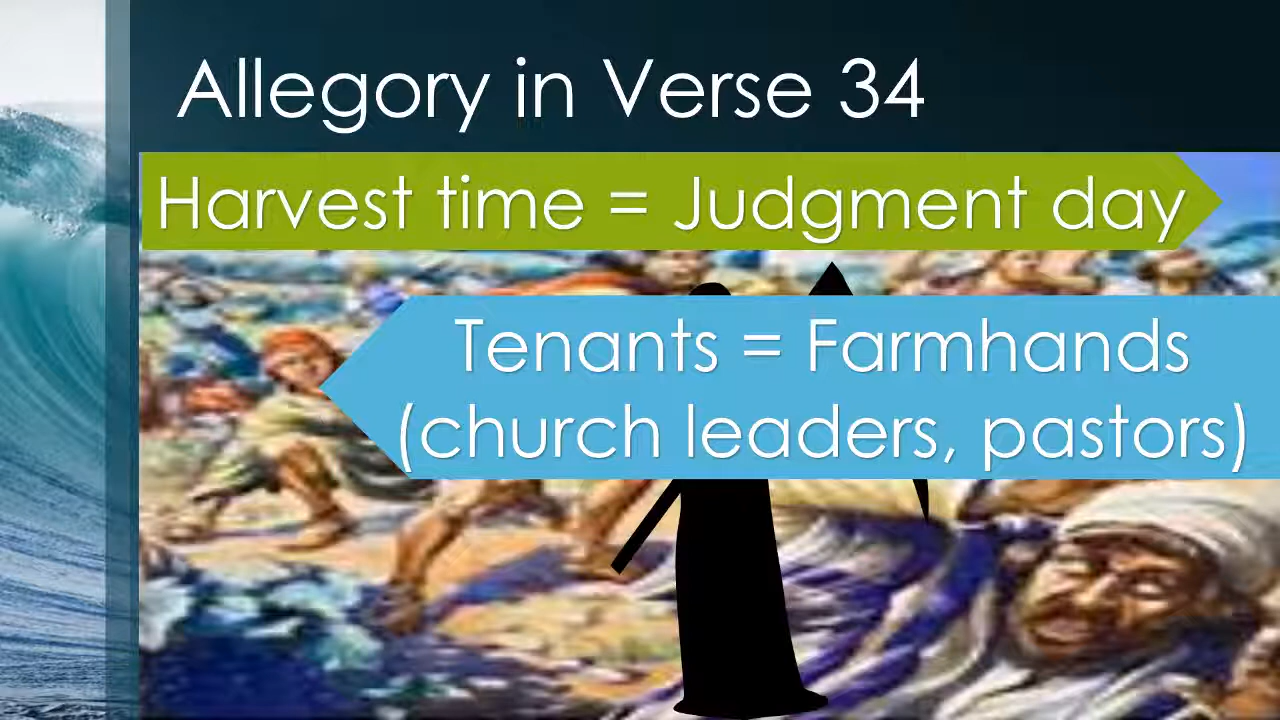 Allegory in Verse 34
Harvest time = Judgment day
Tenants = Farmhands
(church leaders, pastors)